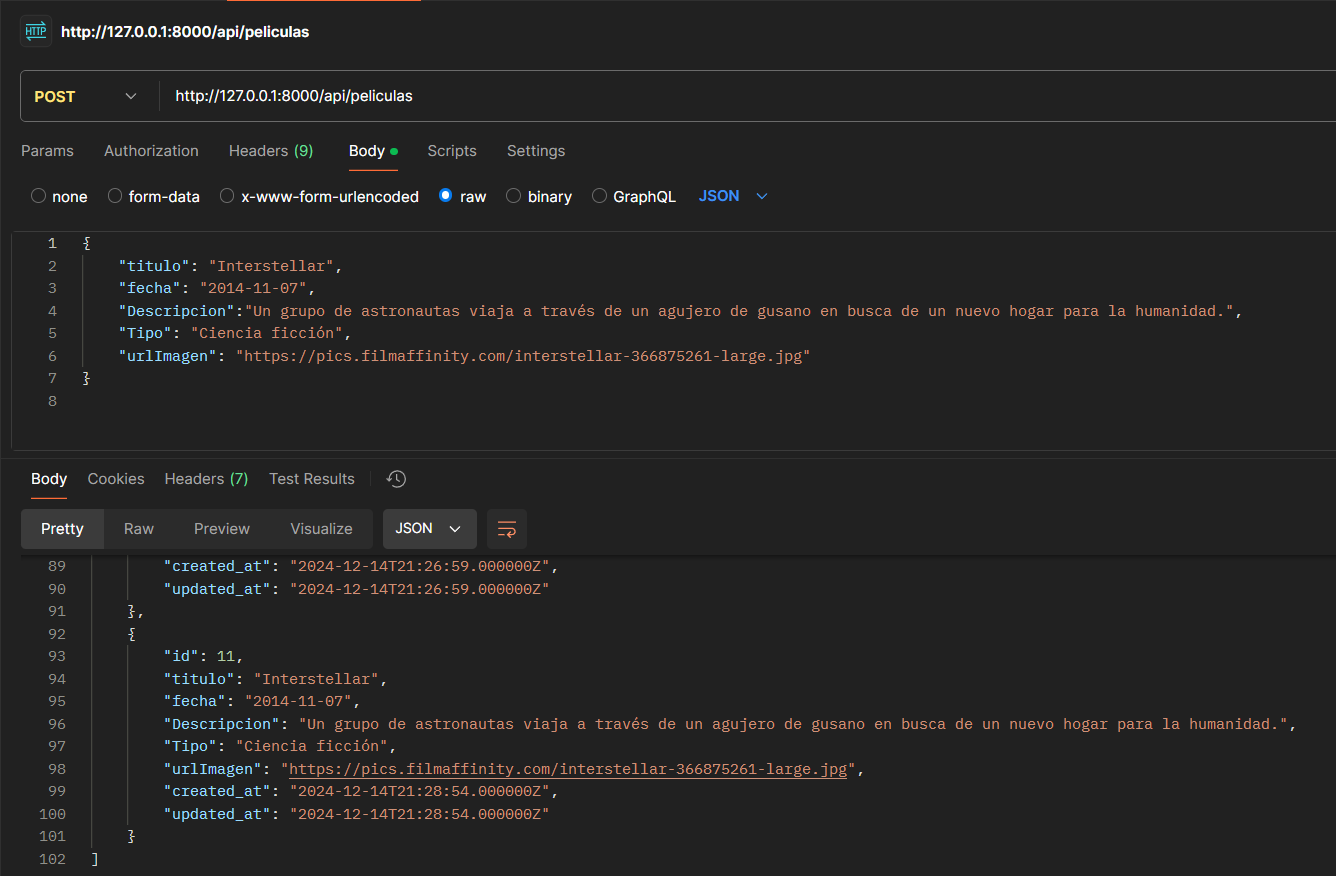 HTTP http://127.0.0.1:8000/api/peliculas
POST http://127.0.0.1:8000/api/peliculas
Params Authorization Headers (9) Body Scripts Settings
none form-data x-www-form-urlencoded raw binary GraphQL JSON
1 {
2 "titulo": "Interstellar",
3 "fecha": "2014-11-07",
4 "Descripcion":"Un grupo de astronautas viaja a través de un agujero de gusano en busca de un nuevo hogar para la humanidad.",
5 "Tipo": "Ciencia ficción",
6 "urlImagen": "https://pics.filmaffinity.com/interstellar-366875261-large.jpg"
7 }
8
Body Cookies Headers (7) Test Results
Pretty Raw Preview Visualize JSON
89 "created_at": "2024-12-14T21:26:59.000000Z",
90 "updated_at": "2024-12-14T21:26:59.000000Z"
91 },
92 {
93 "id": 11,
94 "titulo": "Interstellar",
95 "fecha": "2014-11-07",
96 "Descripcion": "Un grupo de astronautas viaja a través de un agujero de gusano en busca de un nuevo hogar para la humanidad.",
97 "Tipo": "Ciencia ficción",
98 "urlImagen": "https://pics.filmaffinity.com/interstellar-366875261-large.jpg",
99 "created_at": "2024-12-14T21:28:54.000000Z",
100 "updated_at": "2024-12-14T21:28:54.000000Z"
101 }
102 ]